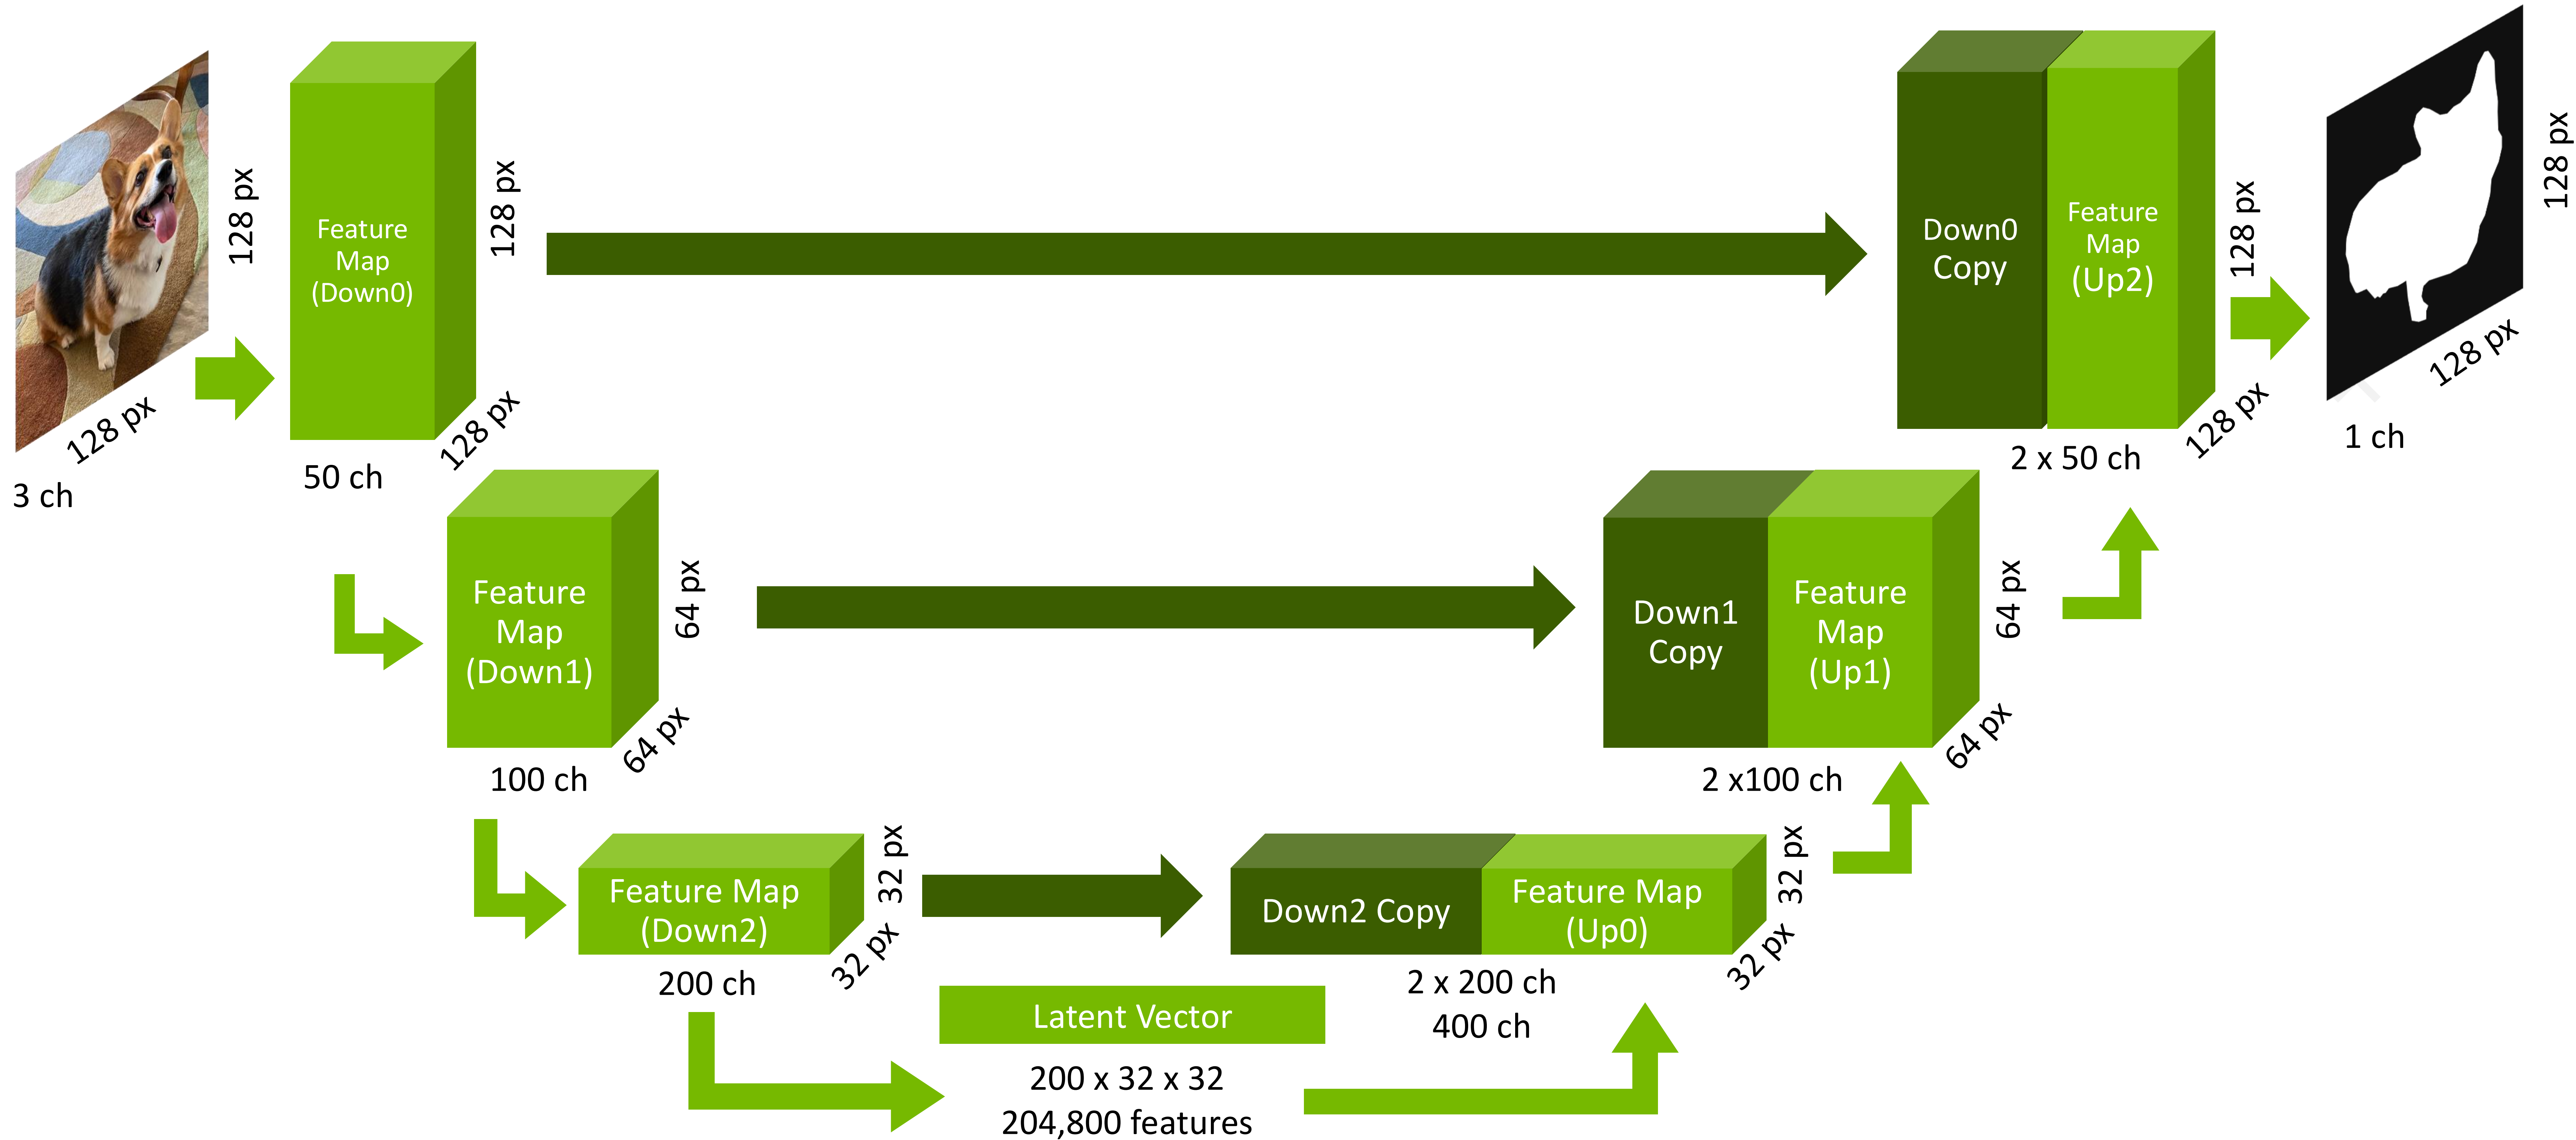 128 px
128 px
3 ch
Feature
Map
(Down0)
128 px
128 px
50 ch
Down0
Copy
Feature
Map
(Up2)
128 px
128 px
2 x 50 ch
128 px
128 px
1 ch
Feature
Map
(Down1)
64 px
64 px
100 ch
Down1
Copy
Feature
Map
(Up1)
64 px
64 px
2 x100 ch
Feature Map
(Down2)
32 px
32 px
200 ch
Down2 Copy
Feature Map
(Up0)
32 px
32 px
2 x 200 ch
400 ch
Latent Vector
200 x 32 x 32
204,800 features